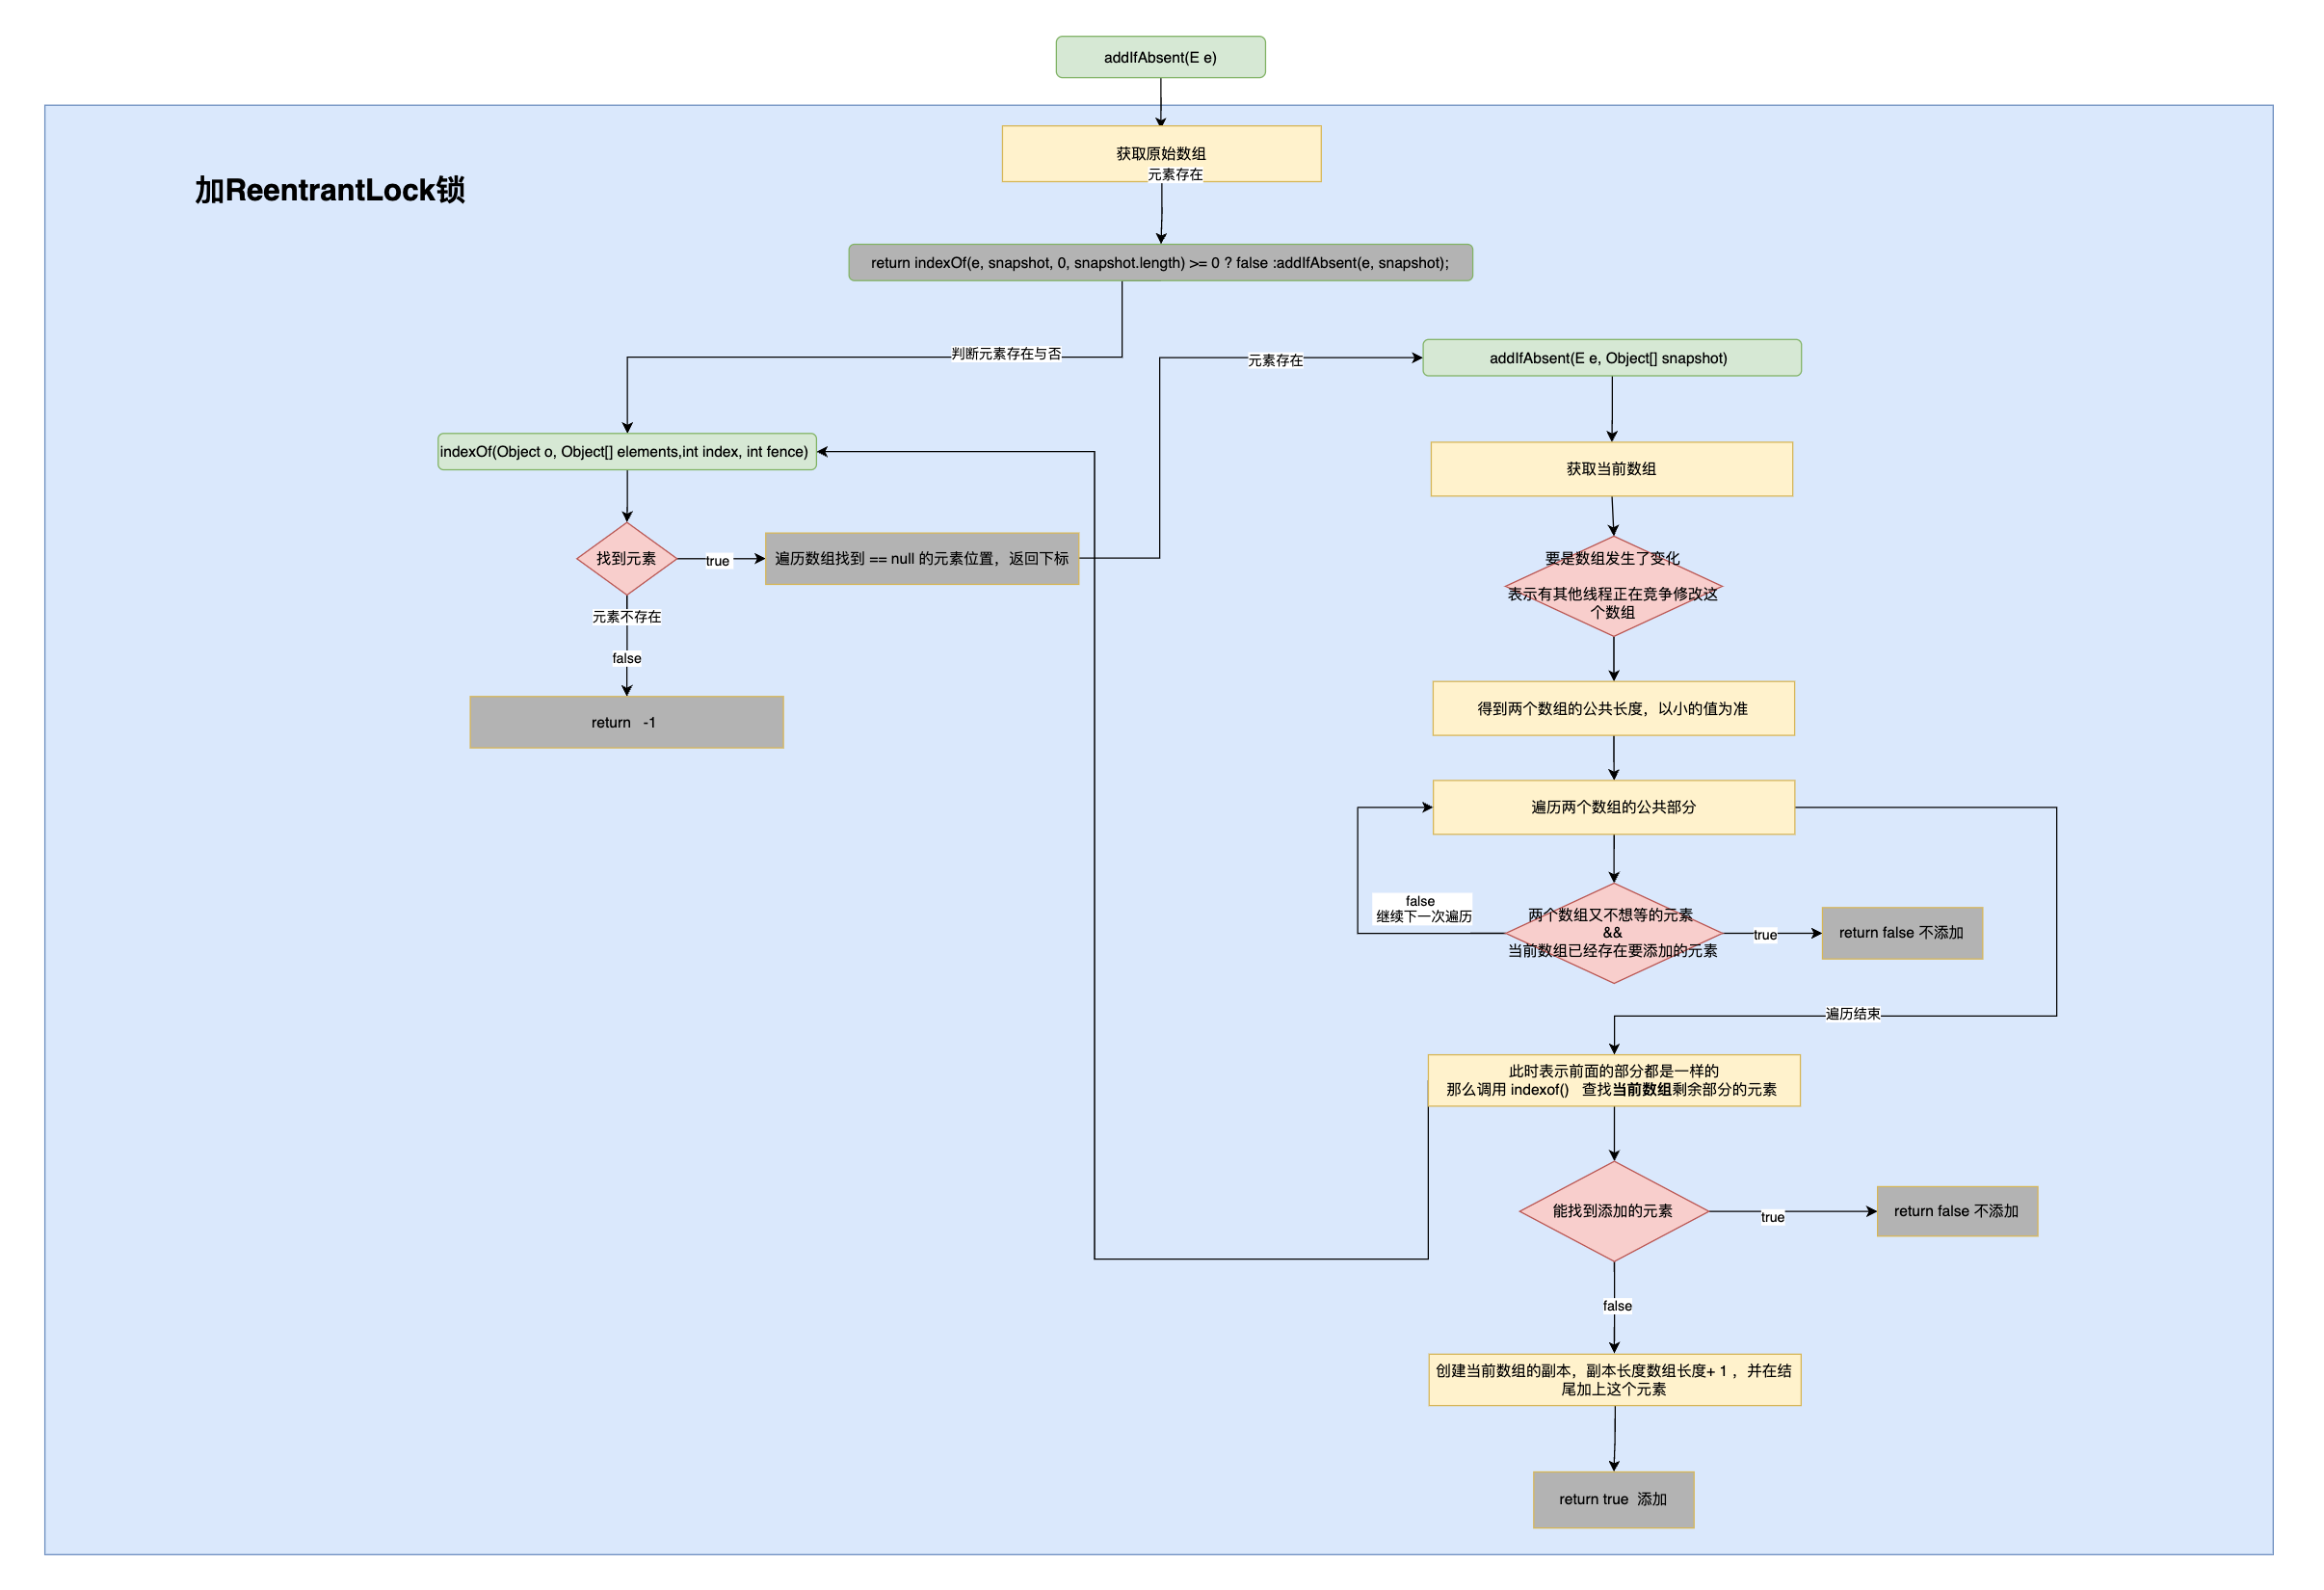 addIfAbsent(E e)
加ReentrantLock锁
获取原始数组
元素存在
return indexOf(e, snapshot, 0, snapshot.length) >= 0 ? false :addIfAbsent(e, snapshot);
判断元素存在与否
元素存在
addIfAbsent(E e, Object[] snapshot)
indexOf(Object o, Object[] elements,int index, int fence)
获取当前数组
找到元素
true
遍历数组找到 == null 的元素位置，返回下标
要是数组发生了变化
表示有其他线程正在竞争修改这
个数组
元素不存在
false
return -1
得到两个数组的公共长度，以小的值为准
遍历两个数组的公共部分
false
继续下一次遍历
两个数组又不想等的元素
&&
当前数组已经存在要添加的元素
true
return false 不添加
遍历结束
此时表示前面的部分都是一样的
那么调用 indexof() 查找当前数组剩余部分的元素
能找到添加的元素
true
return false 不添加
false
创建当前数组的副本，副本长度数组长度+ 1 ，并在结
尾加上这个元素
return true 添加